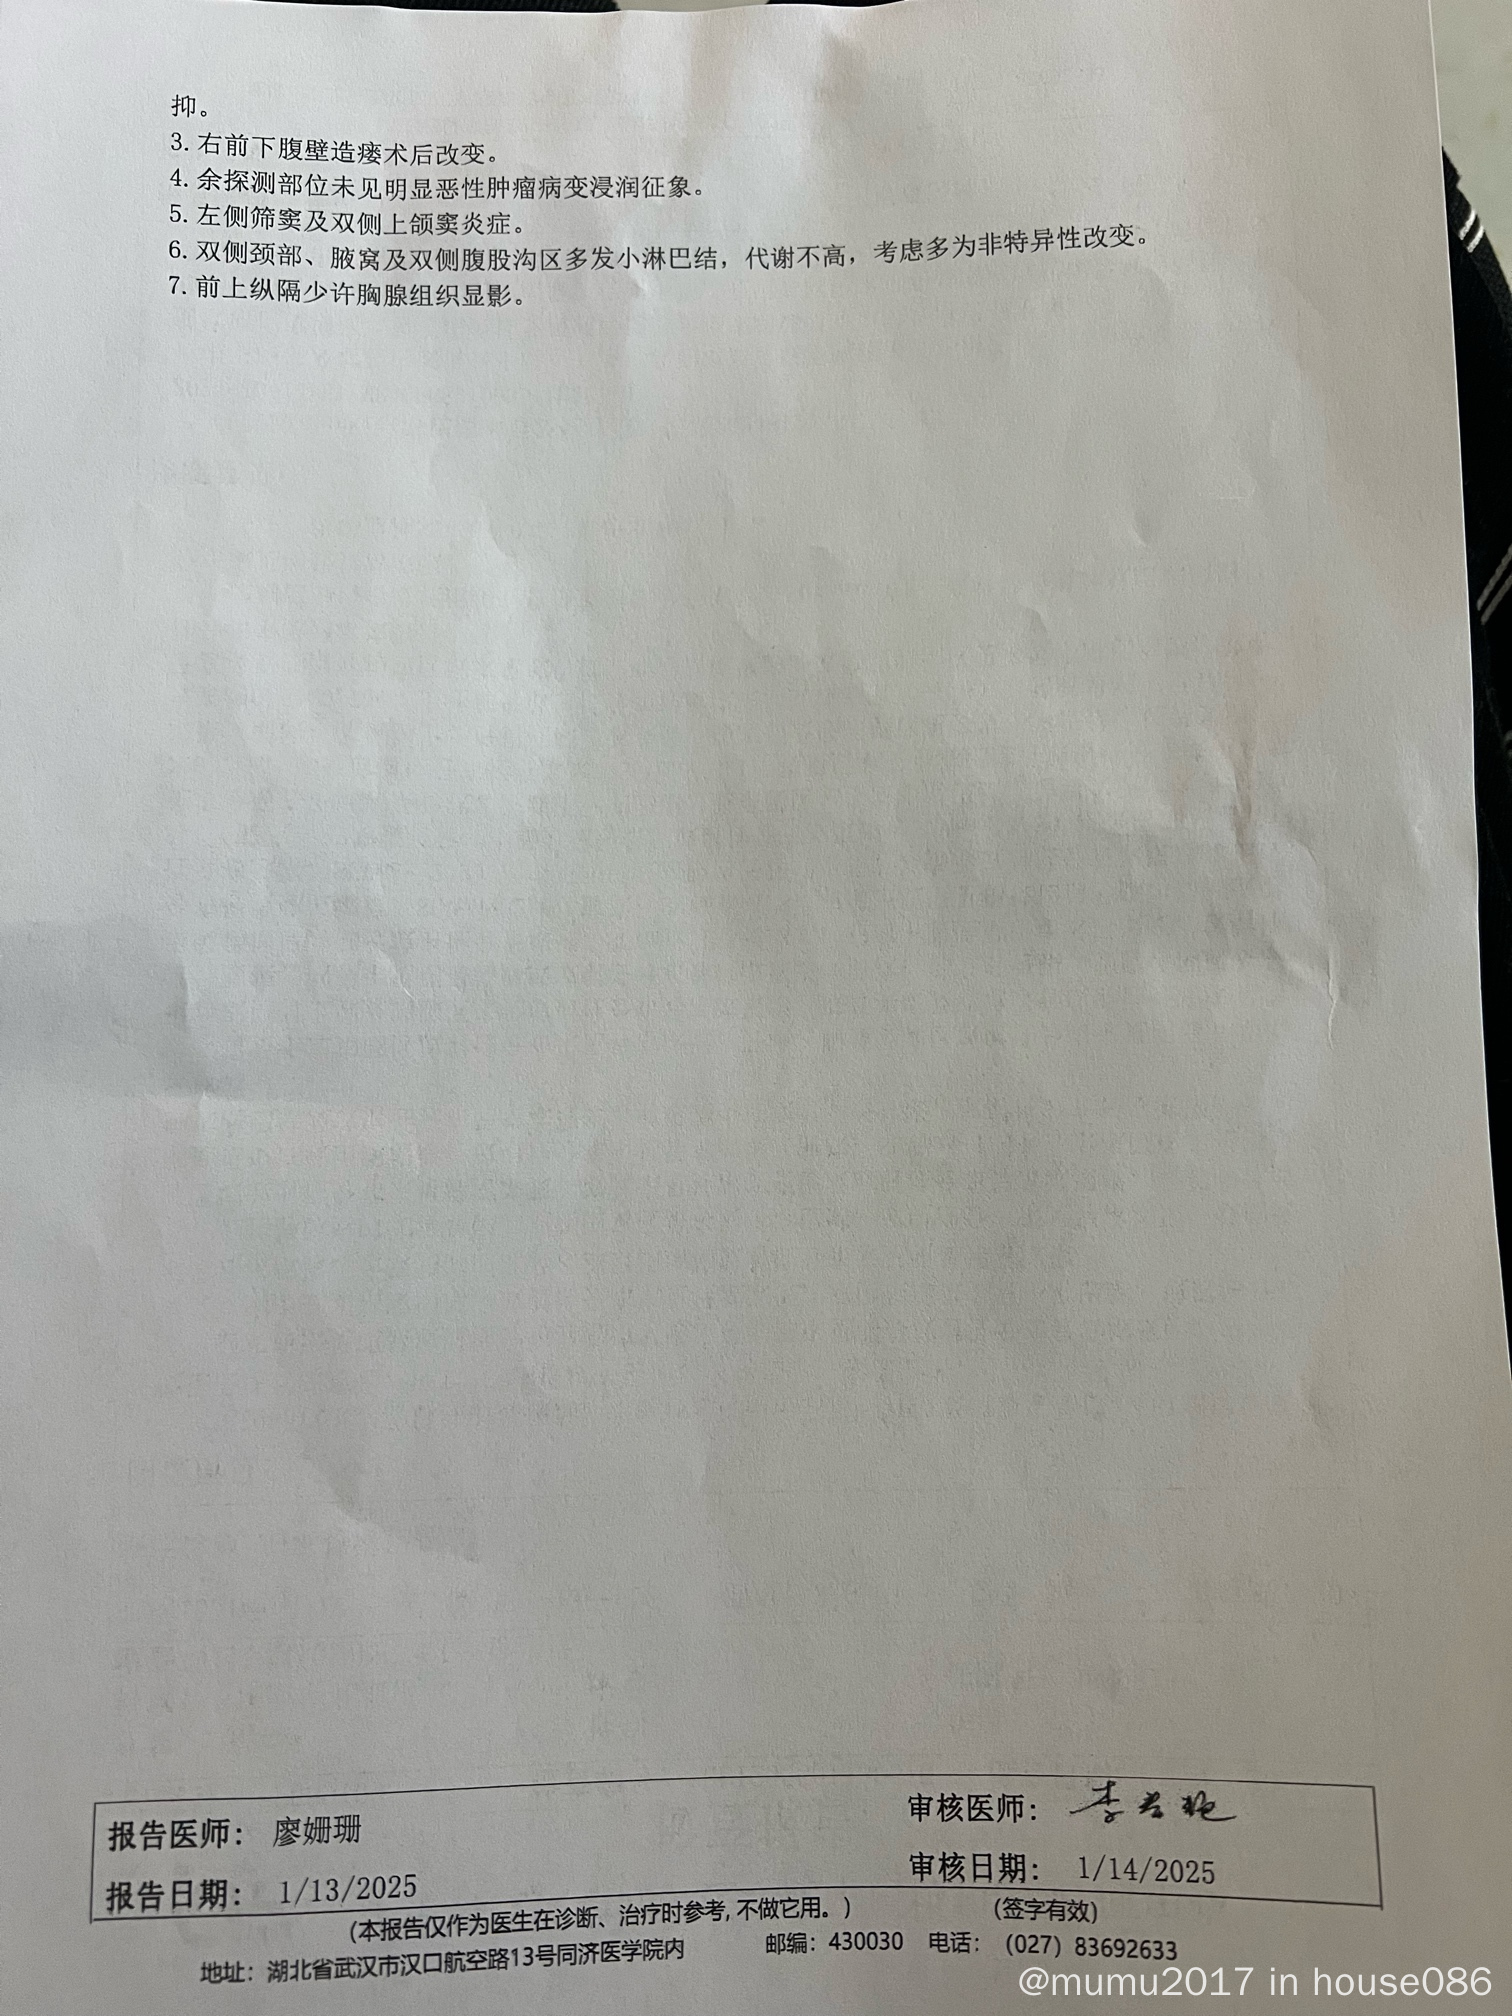 抑。
3. 右前下腹壁造瘘术后改变。
4. 余探测部位未见明显恶性肿瘤病变浸润征象。
5. 左侧筛窦及双侧上颌窦炎症。
6. 双侧颈部、腋窝及双侧腹股沟区多发小淋巴结，代谢不高，考虑多为非特异性改变。
7. 前上纵隔少许胸腺组织显影。
报告医师： 廖姗珊
审核医师：
报告日期： 1/13/2025
审核日期： 1/14/2025
（本报告仅作为医生在诊断、治疗时参考, 不做它用。） （签字有效）
地址：湖北省武汉市汉口航空路13号同济医学院内 邮编：430030 电话：（027）83692633
@mumu2017 in house086